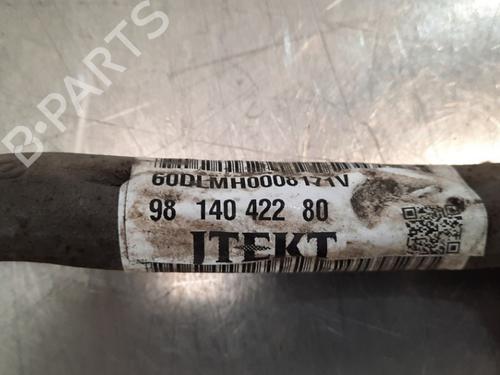 B-PARTS
60DLMH0008171V
98 140 422 80
JTEKT